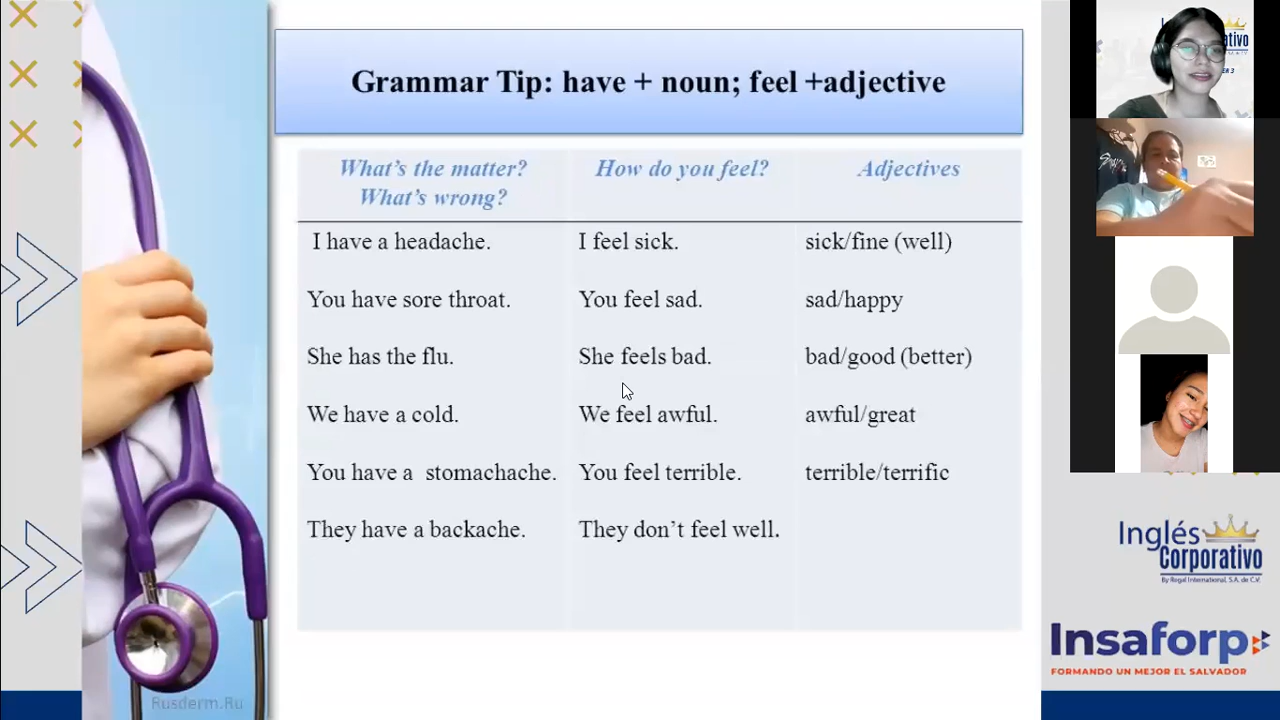 Grammar Tip: have + noun; feel +adjective
What's the matter?
What's wrong?
How do you feel?
Adjectives
I have a headache.
I feel sick.
sick/fine (well)
You have sore throat.
You feel sad.
sad/happy
She has the flu.
She feels bad.
bad/good (better)
We have a cold.
We feel awful.
awful/great
You have a  stomachache.
You feel terrible.
terrible/terrific
They have a backache.
They don't feel well.
Rusderm.Ru
Inglés
Corporativo
By Regal International, S.A. de C.V.
Insaforp
FORMANDO UN MEJOR EL SALVADOR